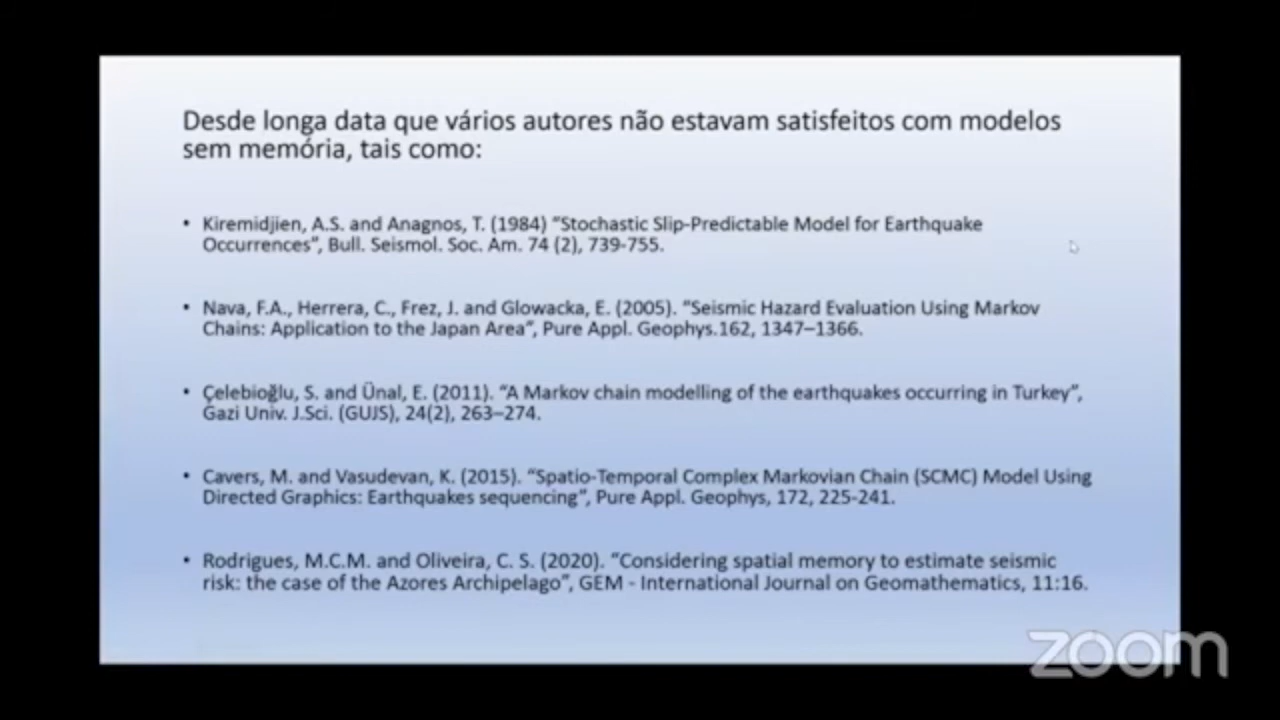 Desde longa data que vários autores não estavam satisfeitos com modelos
sem memória, tais como:
• Kiremidjien, A.S. and Anagnos, T. (1984) "Stochastic Slip-Predictable Model for Earthquake
Occurrences", Bull. Seismol. Soc. Am. 74 (2), 739-755.
• Nava, F.A., Herrera, C., Frez, J. and Glowacka, E. (2005). "Seismic Hazard Evaluation Using Markov
Chains: Application to the Japan Area", Pure Appl. Geophys.162, 1347–1366.
• Çelebioğlu, S. and Ünal, E. (2011). "A Markov chain modelling of the earthquakes occurring in Turkey",
Gazi Univ. J.Sci. (GUJS), 24(2), 263–274.
• Cavers, M. and Vasudevan, K. (2015). "Spatio-Temporal Complex Markovian Chain (SCMC) Model Using
Directed Graphics: Earthquakes sequencing", Pure Appl. Geophys, 172, 225-241.
• Rodrigues, M.C.M. and Oliveira, C. S. (2020). "Considering spatial memory to estimate seismic
risk: the case of the Azores Archipelago", GEM - International Journal on Geomathematics, 11:16.
zoom